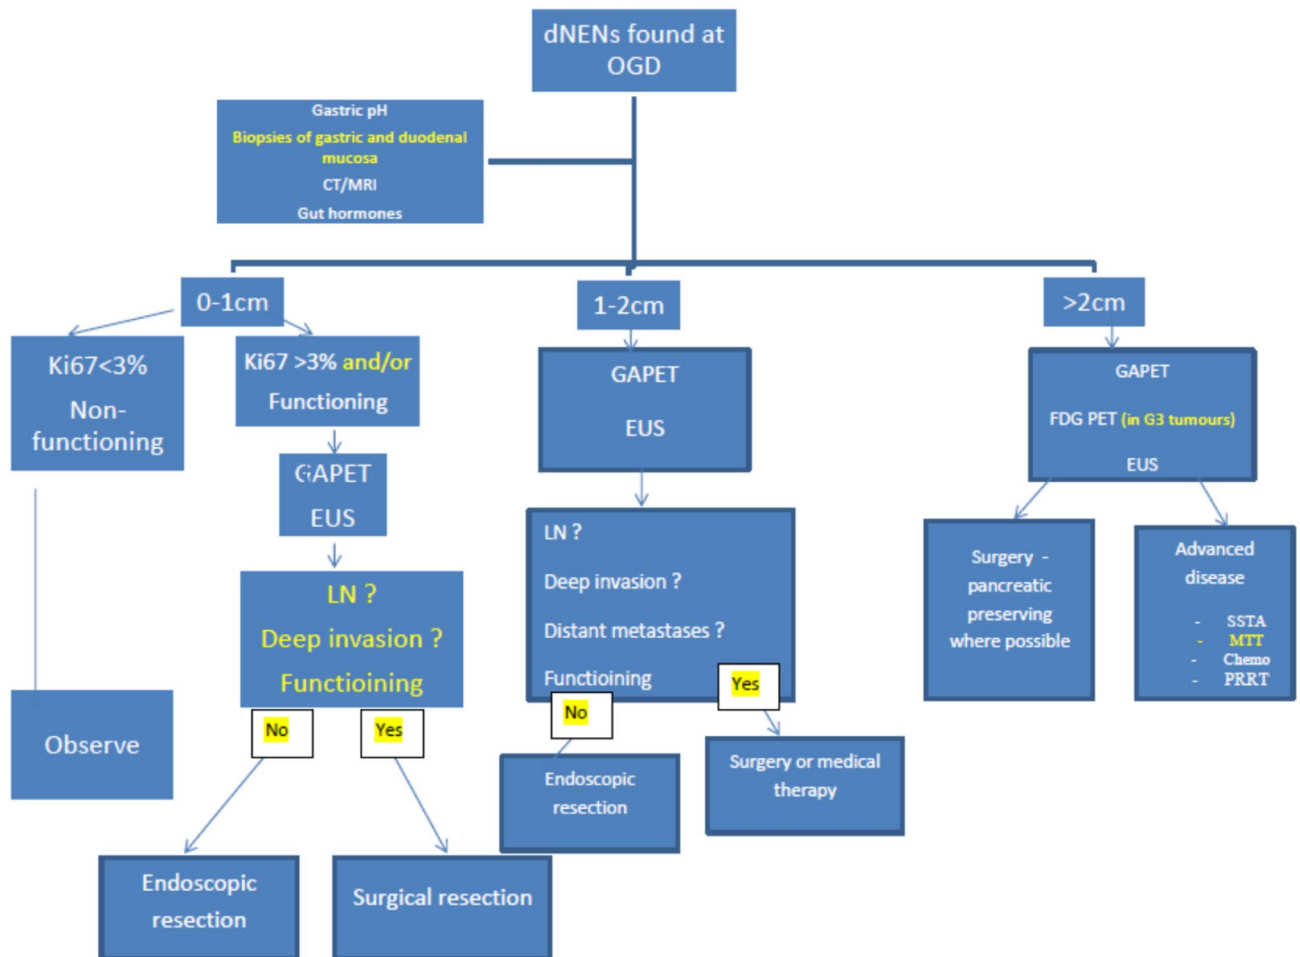 dNENs found at
OGD
Gastric pH
Biopsies of gastric and duodenal
mucosa
CT/MRI
Gut hormones
0-1cm
1-2cm
>2cm
Ki67<3%
Non-
functioning
Ki67 >3% and/or
Functioning
GAPET
EUS
GAPET
EUS
GAPET
FDG PET (in G3 tumours)
EUS
LN ?
Deep invasion ?
Functioining
LN ?
Deep invasion ?
Distant metastases ?
Functioining
Surgery -
pancreatic
preserving
where possible
Advanced
disease
- SSTA
- MTT
- Chemo
- PRRT
Observe
No
Yes
No
Yes
Endoscopic
resection
Surgical resection
Endoscopic
resection
Surgery or medical
therapy